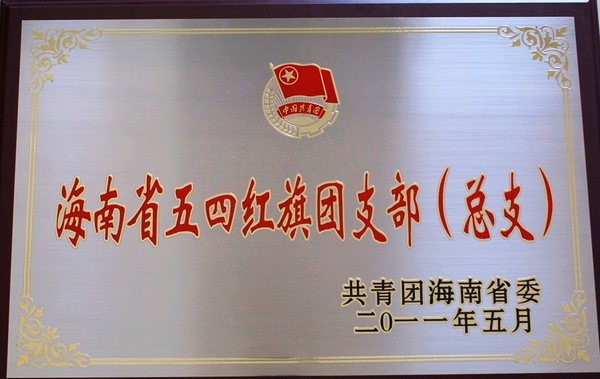 中国共青团
海南省五四红旗团支部（总支）
共青团海南省委
二〇一一年五月